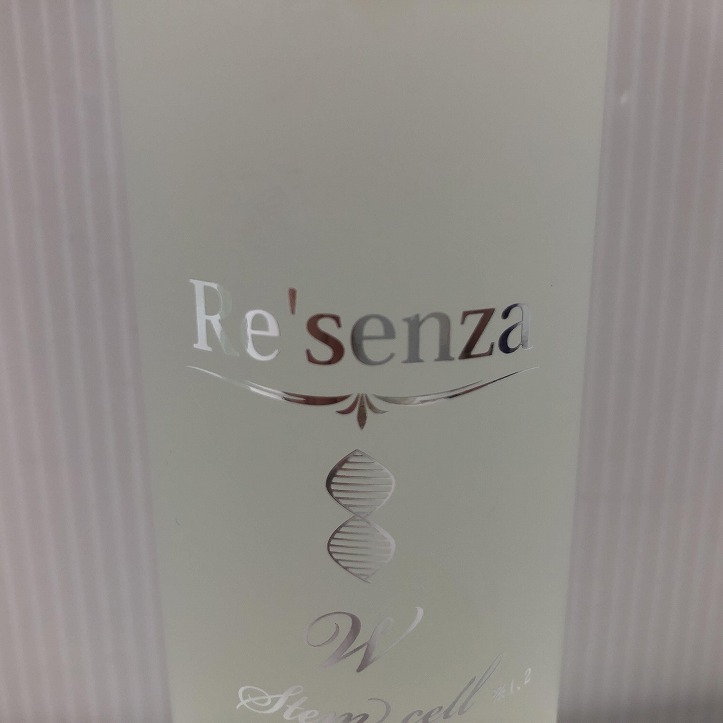 Re'senza
W
Stem cell ※1,2